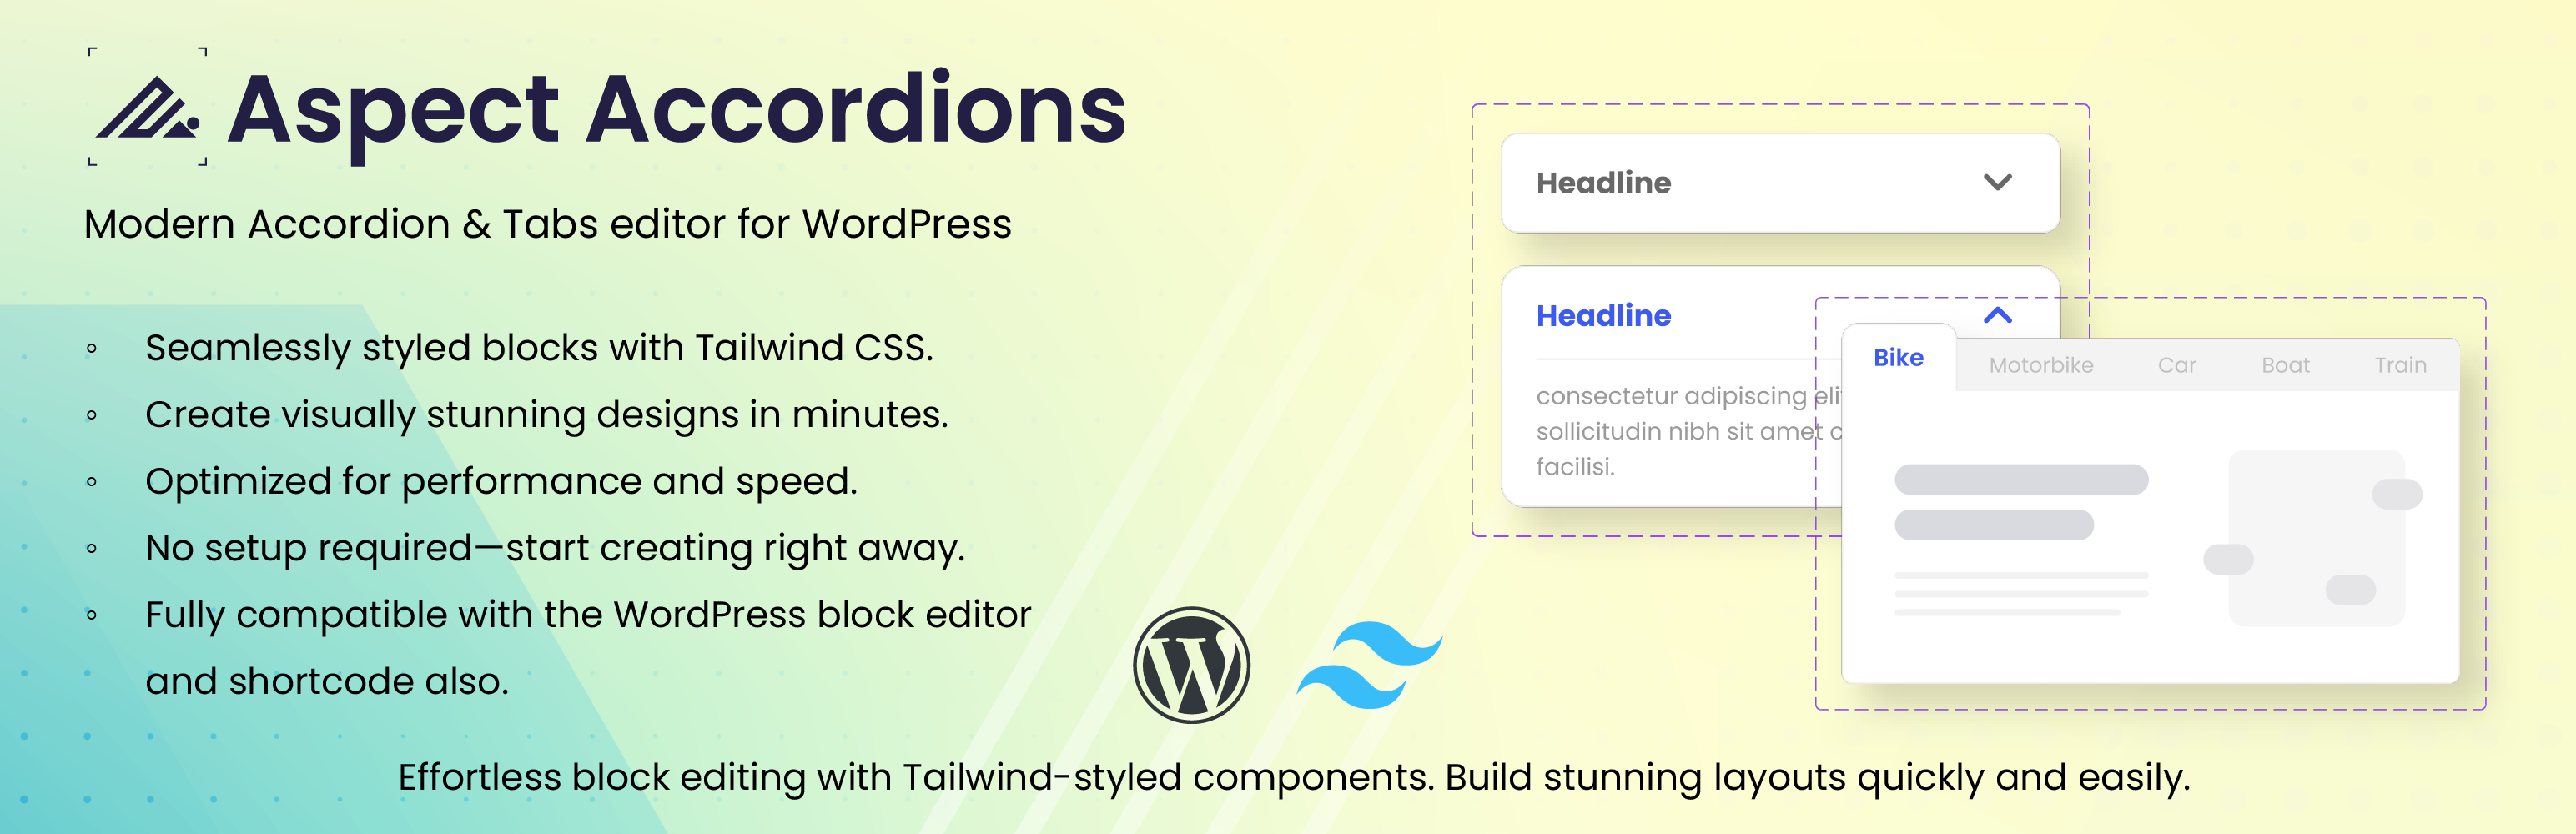 Aspect Accordions
Modern Accordion & Tabs editor for WordPress
◦ Seamlessly styled blocks with Tailwind CSS.
◦ Create visually stunning designs in minutes.
◦ Optimized for performance and speed.
◦ No setup required—start creating right away.
◦ Fully compatible with the WordPress block editor
and shortcode also.
Headline
Headline
consectetur adipiscing
sollicitudin nibh sit amet
facilisi.
Bike Motorbike Car Boat Train
Effortless block editing with Tailwind-styled components. Build stunning layouts quickly and easily.